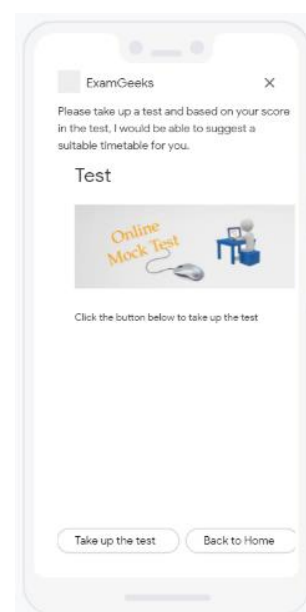 ExamGeeks
Please take up a test and based on your score
in the test, I would be able to suggest a
suitable timetable for you.
Test
Online
Mock Test
Click the button below to take up the test
Take up the test
Back to Home